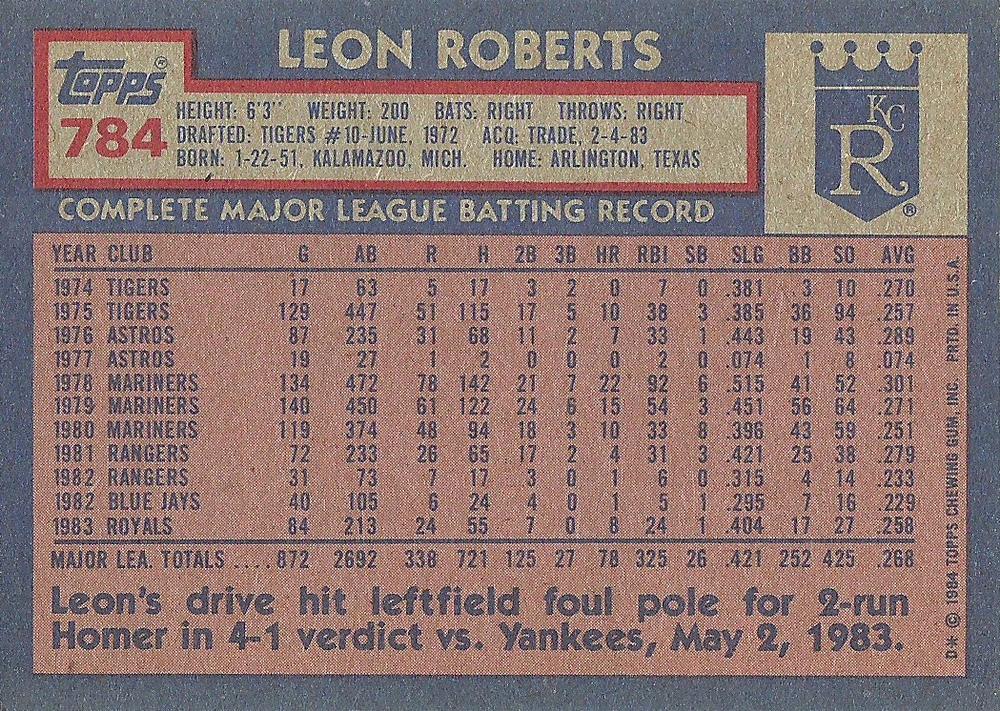 LEON ROBERTS
Topps®
784
HEIGHT: 6'3" WEIGHT: 200 BATS: RIGHT THROWS: RIGHT
DRAFTED: TIGERS #10-JUNE, 1972 ACQ: TRADE, 2-4-83
BORN: 1-22-51, KALAMAZOO, MICH. HOME: ARLINGTON, TEXAS
KC
R
®
COMPLETE MAJOR LEAGUE BATTING RECORD
YEAR CLUB G AB R H 2B 3B HR RBI SB SLG BB SO AVG
1974 TIGERS 17 63 5 17 3 2 0 7 0 .381 3 10 .270
1975 TIGERS 129 447 51 115 17 5 10 38 3 .385 36 94 .257
1976 ASTROS 87 235 31 68 11 2 7 33 1 .443 19 43 .289
1977 ASTROS 19 27 1 2 0 0 0 2 0 .074 1 8 .074
1978 MARINERS 134 472 78 142 21 7 22 92 6 .515 41 52 .301
1979 MARINERS 140 450 61 122 24 6 15 54 3 .451 56 64 .271
1980 MARINERS 119 374 48 94 18 3 10 33 8 .396 43 59 .251
1981 RANGERS 72 233 26 65 17 2 4 31 3 .421 25 38 .279
1982 RANGERS 31 73 7 17 3 0 1 6 0 .315 4 14 .233
1982 BLUE JAYS 40 105 6 24 4 0 1 5 1 .295 7 16 .229
1983 ROYALS 84 213 24 55 7 0 8 24 1 .404 17 27 .258
MAJOR LEA. TOTALS .... 872 2692 338 721 125 27 78 325 26 .421 252 425 .268
Leon's drive hit leftfield foul pole for 2-run
Homer in 4-1 verdict vs. Yankees, May 2, 1983.
D* © 1984 TOPPS CHEWING GUM, INC. PRTD. IN U.S.A.